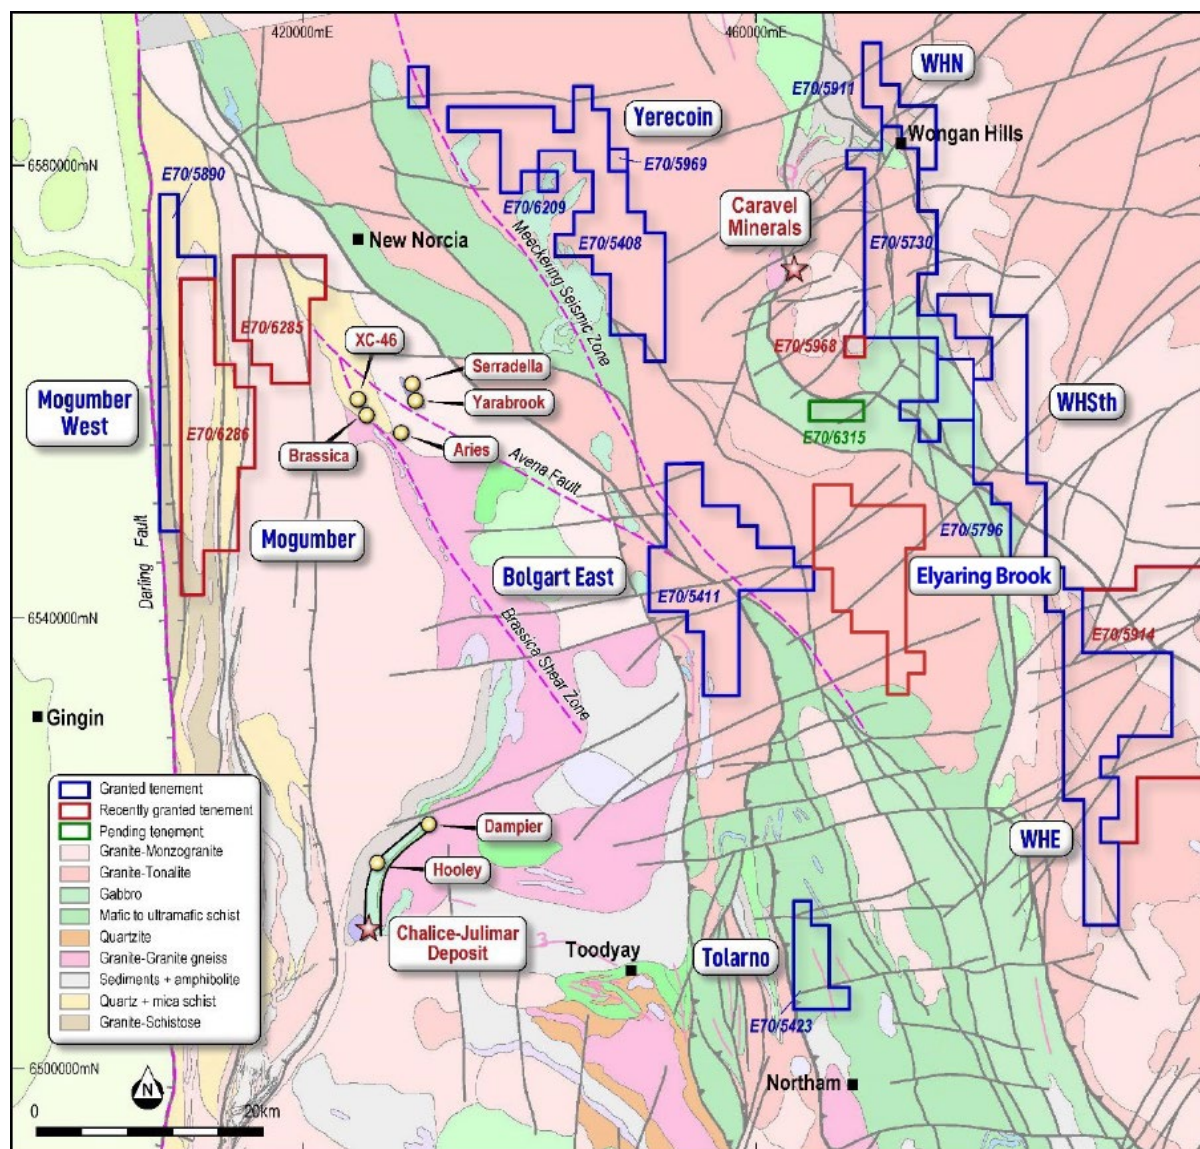 420000mE
460000mE
WHN
E70/5911
Yerecoin
Wongan Hills
6580000mN
E70/5890
E70/5969
E70/6209
Caravel
Minerals
New Norcia
E70/5408
E70/5730
Meeckering Seismic Zone
E70/6285
XC-46
Serradella
E70/5968
Mogumber
West
Yarabrook
WHSth
E70/6286
E70/6315
Brassica
Aries
Avena Fault
Darling Fault
Mogumber
E70/5796
Bolgart East
Elyaring Brook
E70/5411
6540000mN
Brassica Shear Zone
E70/5914
Gingin
Granted tenement
Recently granted tenement
Pending tenement
Granite-Monzogranite
Granite-Tonalite
Gabbro
Mafic to ultramafic schist
Quartzite
Granite-Granite gneiss
Sediments + amphibolite
Quartz + mica schist
Granite-Schistose
Dampier
WHE
Hooley
Chalice-Julimar
Deposit
3
Toodyay
Tolarno
E70/5423
6500000mN
N
Northam
0
20km